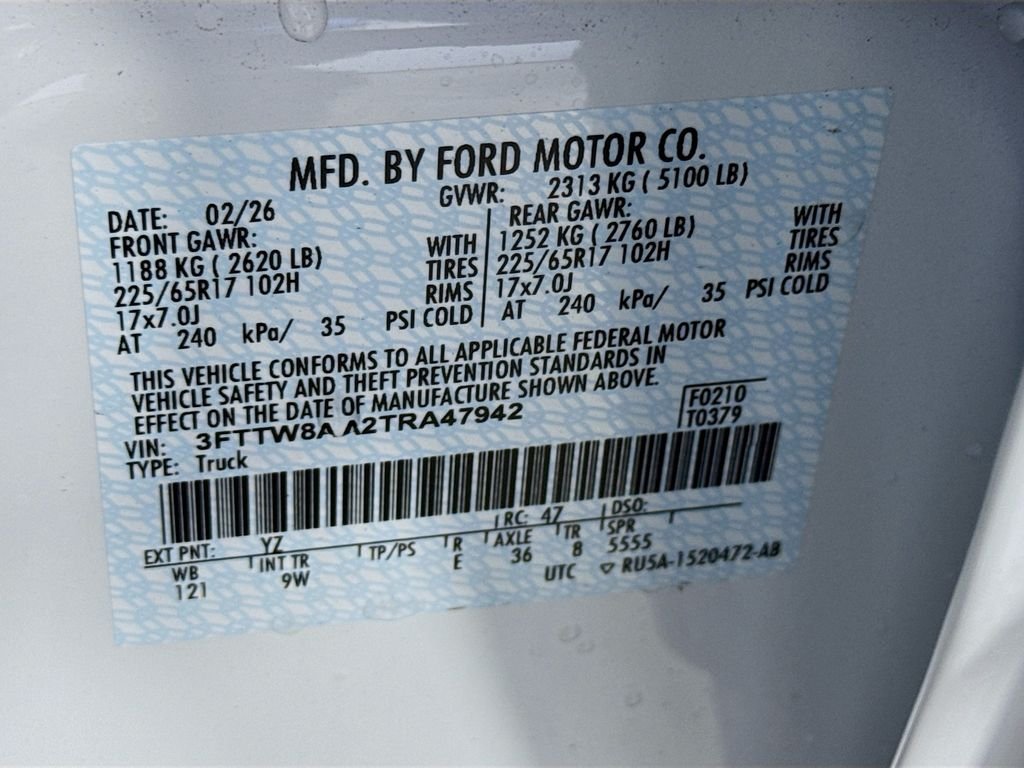 MFD. BY FORD MOTOR CO.
DATE: 02/26 GVWR: 2313 KG ( 5100 LB)
FRONT GAWR: REAR GAWR:
1188 KG ( 2620 LB) WITH 1252 KG ( 2760 LB) WITH
225/65R17 102H TIRES 225/65R17 102H TIRES
17x7.0J RIMS 17x7.0J RIMS
AT 240 kPa/ 35 PSI COLD AT 240 kPa/ 35 PSI COLD
THIS VEHICLE CONFORMS TO ALL APPLICABLE FEDERAL MOTOR
VEHICLE SAFETY AND THEFT PREVENTION STANDARDS IN
EFFECT ON THE DATE OF MANUFACTURE SHOWN ABOVE.
VIN: F0210
TYPE: Truck T0379
EXT PNT: YZ RC: 47 DSO:
WB INT TR TP/PS R AXLE TR SPR
121 9W E 36 8 5555
UTC ▽ RU5A-1520472-AB